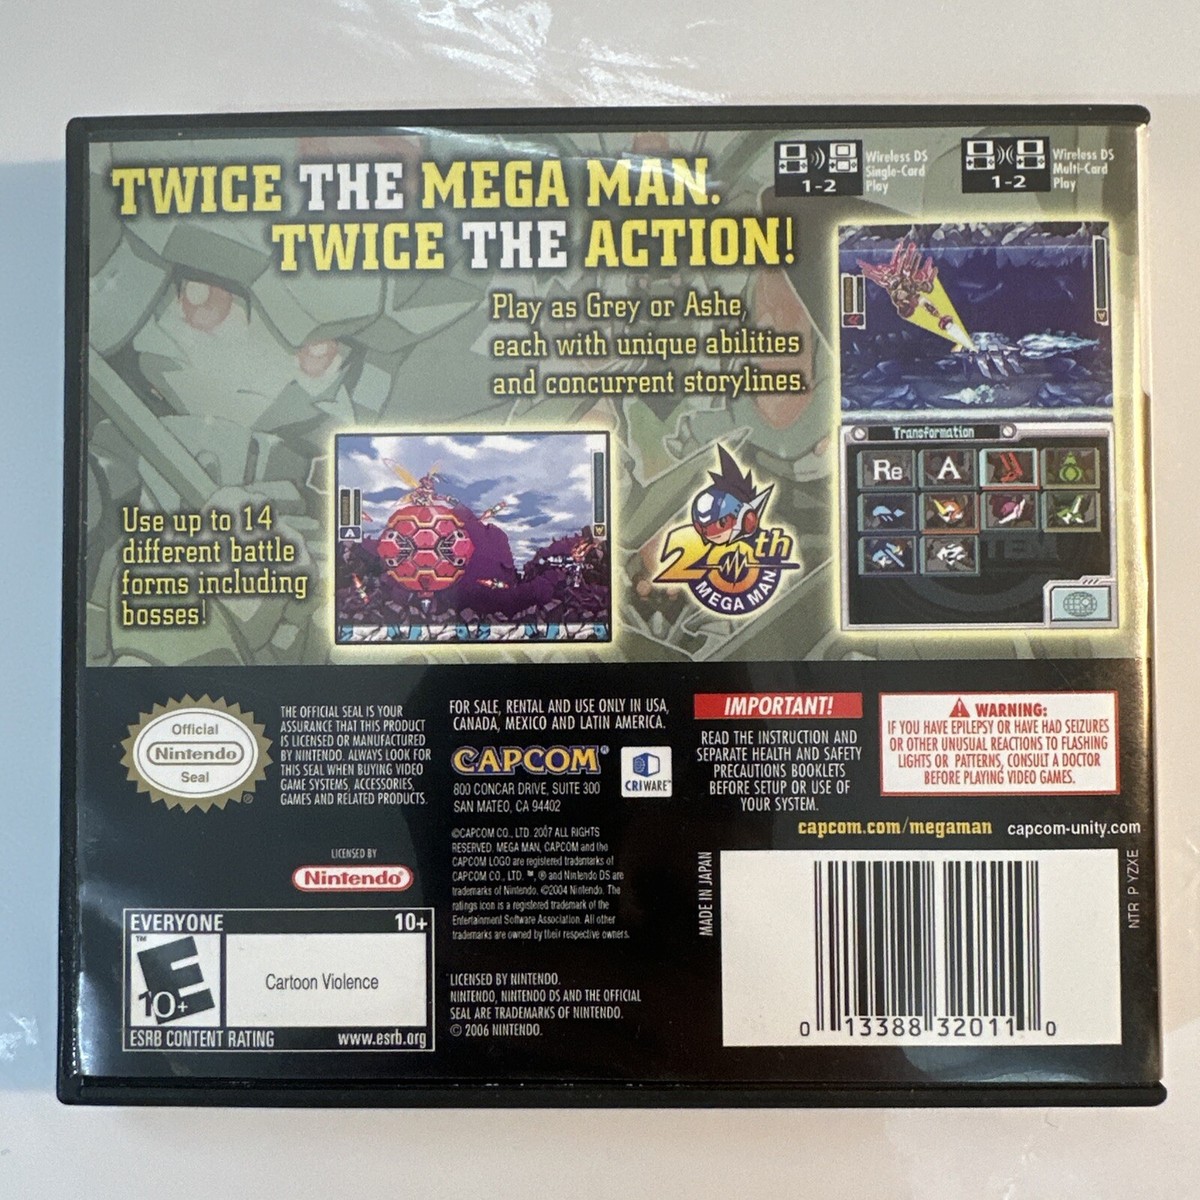 TWICE THE MEGA MAN.
TWICE THE ACTION!
1-2
Wireless DS
Single-Card
Play
1-2
Wireless DS
Multi-Card
Play
Play as Grey or Ashe,
each with unique abilities
and concurrent storylines.
Use up to 14
different battle
forms including
bosses!
A
W
20th
MEGA MAN
W
Transformation
Re A
Official
Nintendo
Seal
®
THE OFFICIAL SEAL IS YOUR
ASSURANCE THAT THIS PRODUCT
IS LICENSED OR MANUFACTURED
BY NINTENDO. ALWAYS LOOK FOR
THIS SEAL WHEN BUYING VIDEO
GAME SYSTEMS, ACCESSORIES,
GAMES AND RELATED PRODUCTS.
LICENSED BY
Nintendo®
EVERYONE 10+
TM
E
10+
Cartoon Violence
ESRB CONTENT RATING www.esrb.org
FOR SALE, RENTAL AND USE ONLY IN USA,
CANADA, MEXICO AND LATIN AMERICA.
CAPCOM®
CRIWARE™
800 CONCAR DRIVE, SUITE 300
SAN MATEO, CA 94402
©CAPCOM CO., LTD. 2007 ALL RIGHTS
RESERVED. MEGA MAN, CAPCOM and the
CAPCOM LOGO are registered trademarks of
CAPCOM CO., LTD. ™, ® and Nintendo DS are
trademarks of Nintendo. ©2004 Nintendo. The
ratings icon is a registered trademark of the
Entertainment Software Association. All other
trademarks are owned by their respective owners.
LICENSED BY NINTENDO.
NINTENDO, NINTENDO DS AND THE OFFICIAL
SEAL ARE TRADEMARKS OF NINTENDO.
© 2006 NINTENDO.
IMPORTANT!
READ THE INSTRUCTION AND
SEPARATE HEALTH AND SAFETY
PRECAUTIONS BOOKLETS
BEFORE SETUP OR USE OF
YOUR SYSTEM.
WARNING:
IF YOU HAVE EPILEPSY OR HAVE HAD SEIZURES
OR OTHER UNUSUAL REACTIONS TO FLASHING
LIGHTS OR PATTERNS, CONSULT A DOCTOR
BEFORE PLAYING VIDEO GAMES.
capcom.com/megaman capcom-unity.com
MADE IN JAPAN
0 13388 32011 0
NTR P YZXE